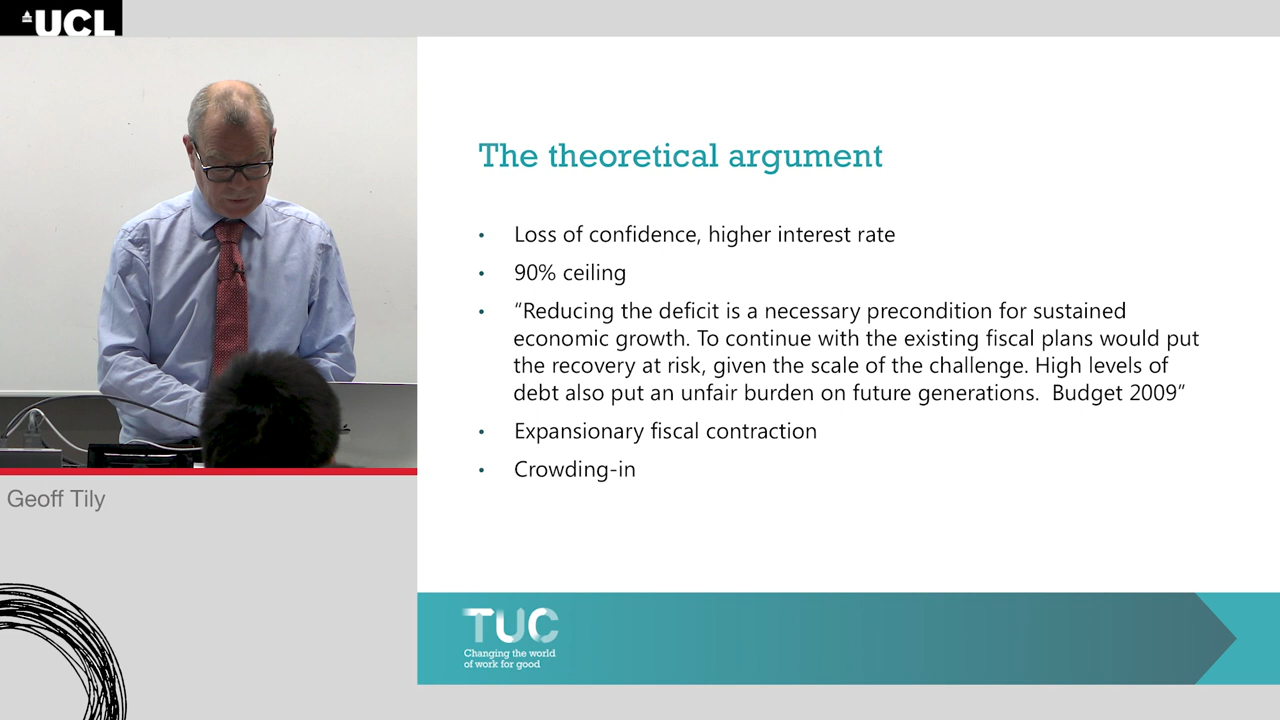 UCL
The theoretical argument
• Loss of confidence, higher interest rate
• 90% ceiling
• “Reducing the deficit is a necessary precondition for sustained
economic growth. To continue with the existing fiscal plans would put
the recovery at risk, given the scale of the challenge. High levels of
debt also put an unfair burden on future generations.  Budget 2009”
• Expansionary fiscal contraction
• Crowding-in
Geoff Tily
TUC
Changing the world
of work for good